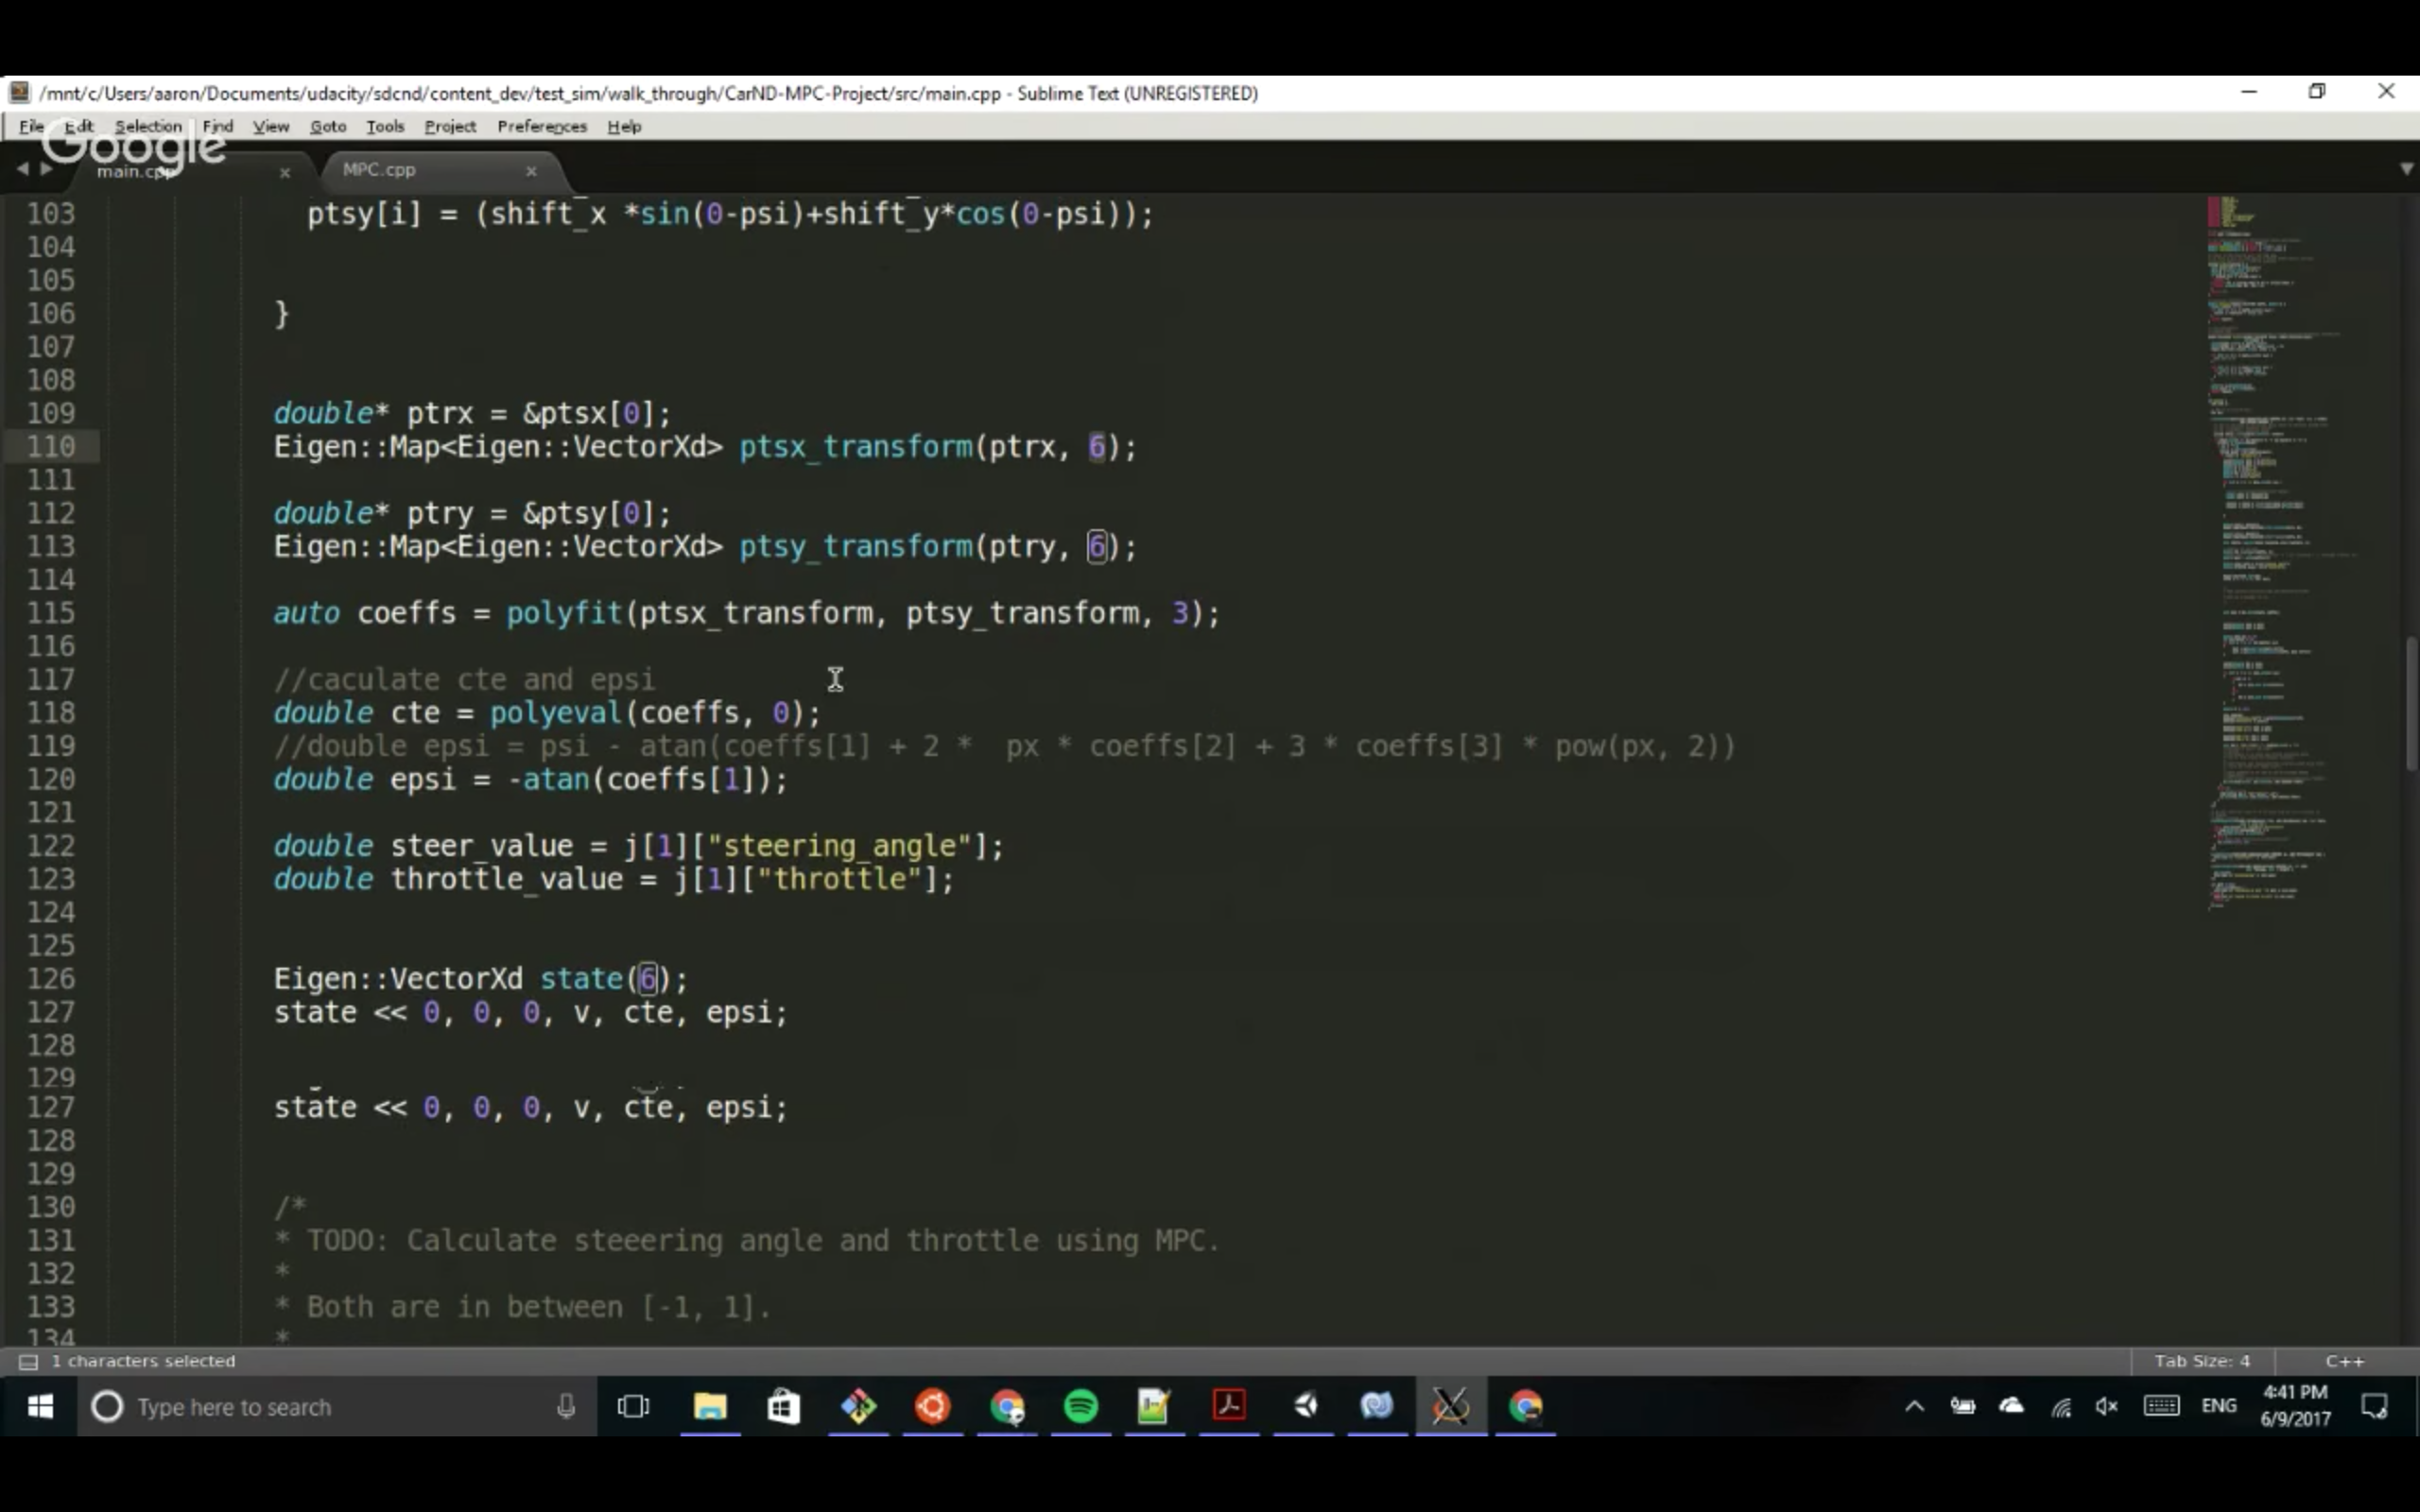 /mnt/c/Users/aaron/Documents/udacity/sdcnd/content_dev/test_sim/walk_through/CarND-MPC-Project/src/main.cpp - Sublime Text (UNREGISTERED)
File Edit Selection Find View Goto Tools Project Preferences Help
Google
main.cpp MPC.cpp
103 ptsy[i] = (shift_x *sin(0-psi)+shift_y*cos(0-psi));
104
105
106 }
107
108
109 double* ptrx = &ptsx[0];
110 Eigen::Map<Eigen::VectorXd> ptsx_transform(ptrx, 6);
111
112 double* ptry = &ptsy[0];
113 Eigen::Map<Eigen::VectorXd> ptsy_transform(ptry, 6);
114
115 auto coeffs = polyfit(ptsx_transform, ptsy_transform, 3);
116
117 //caculate cte and epsi
118 double cte = polyeval(coeffs, 0);
119 //double epsi = psi - atan(coeffs[1] + 2 *  px * coeffs[2] + 3 * coeffs[3] * pow(px, 2))
120 double epsi = -atan(coeffs[1]);
121
122 double steer_value = j[1]["steering_angle"];
123 double throttle_value = j[1]["throttle"];
124
125
126 Eigen::VectorXd state(6);
127 state << 0, 0, 0, v, cte, epsi;
128
129
127 state << 0, 0, 0, v, cte, epsi;
128
129
130 /*
131 * TODO: Calculate steeering angle and throttle using MPC.
132 *
133 * Both are in between [-1, 1].
134 *
1 characters selected Tab Size: 4 C++
Type here to search ENG 4:41 PM
6/9/2017